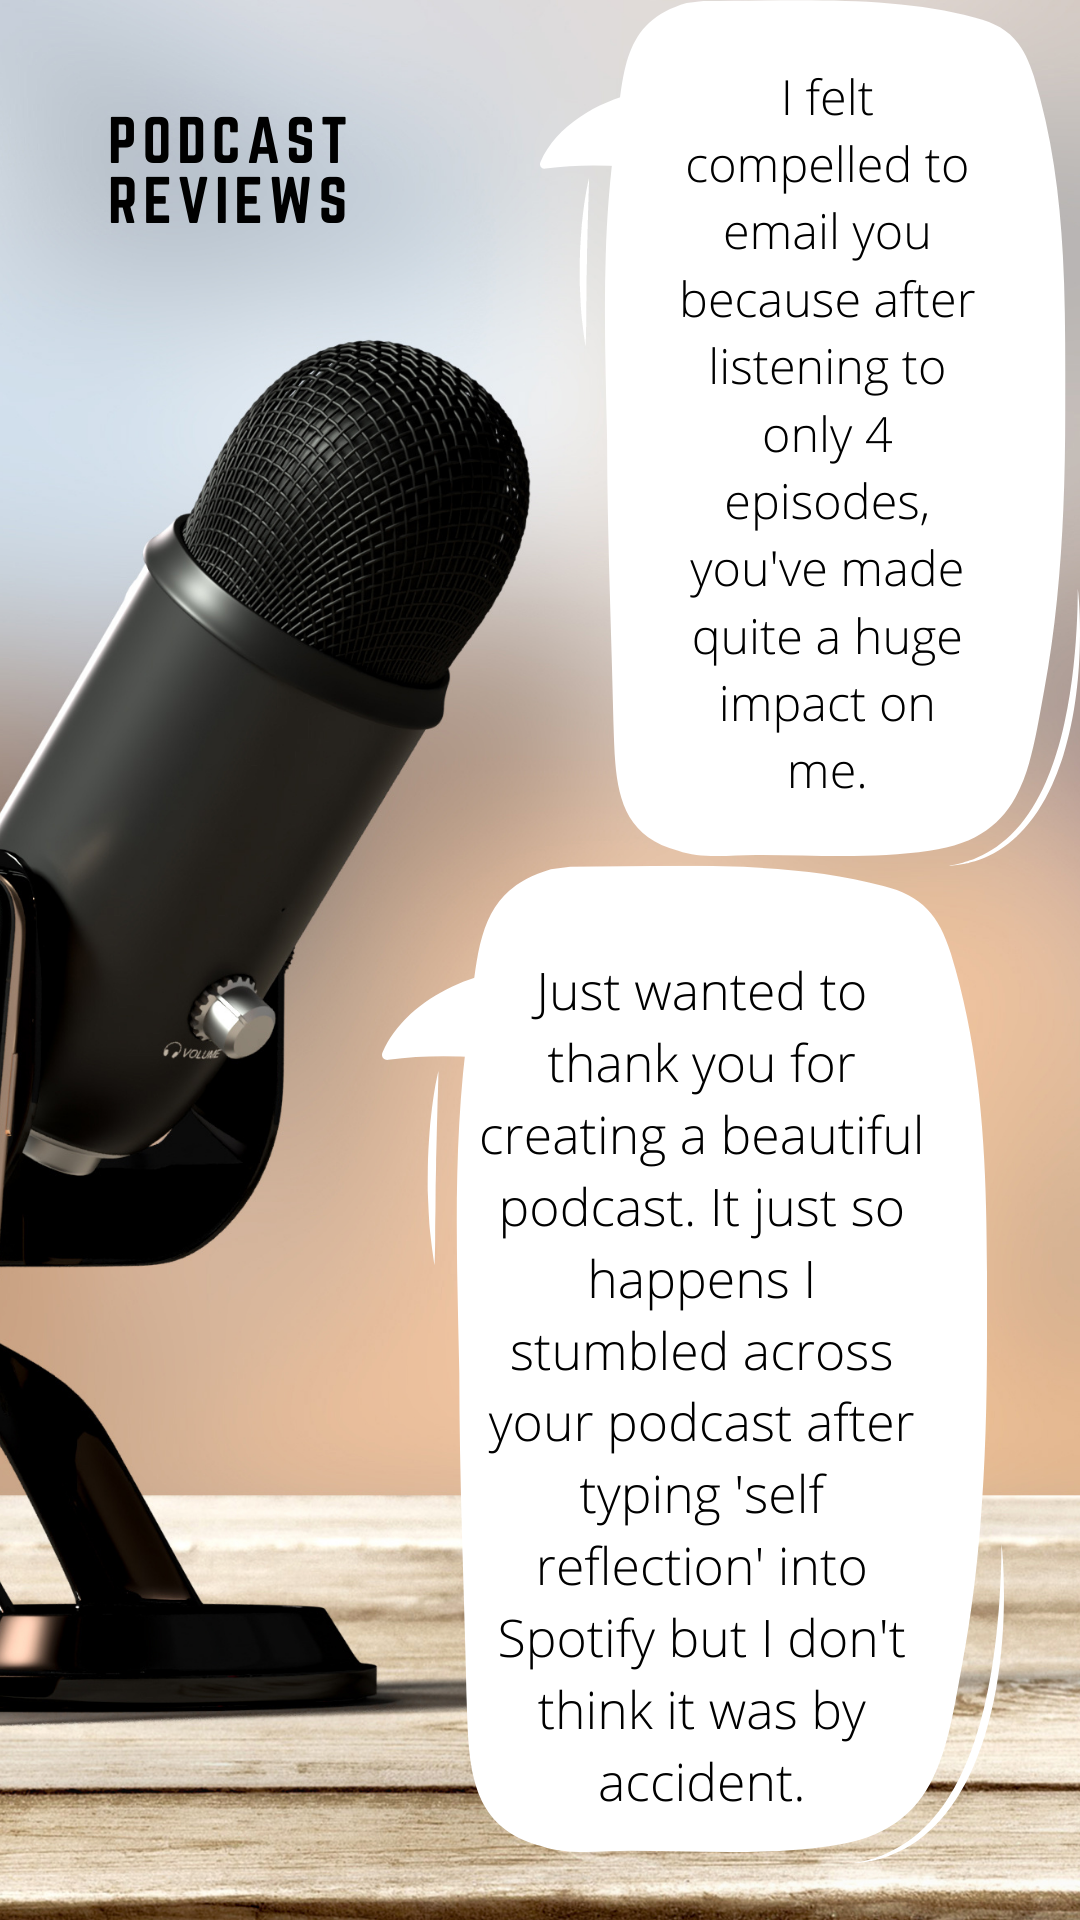 PODCAST
REVIEWS
I felt
compelled to
email you
because after
listening to
only 4
episodes,
you've made
quite a huge
impact on
me.
VOLUME
Just wanted to
thank you for
creating a beautiful
podcast. It just so
happens I
stumbled across
your podcast after
typing 'self
reflection' into
Spotify but I don't
think it was by
accident.